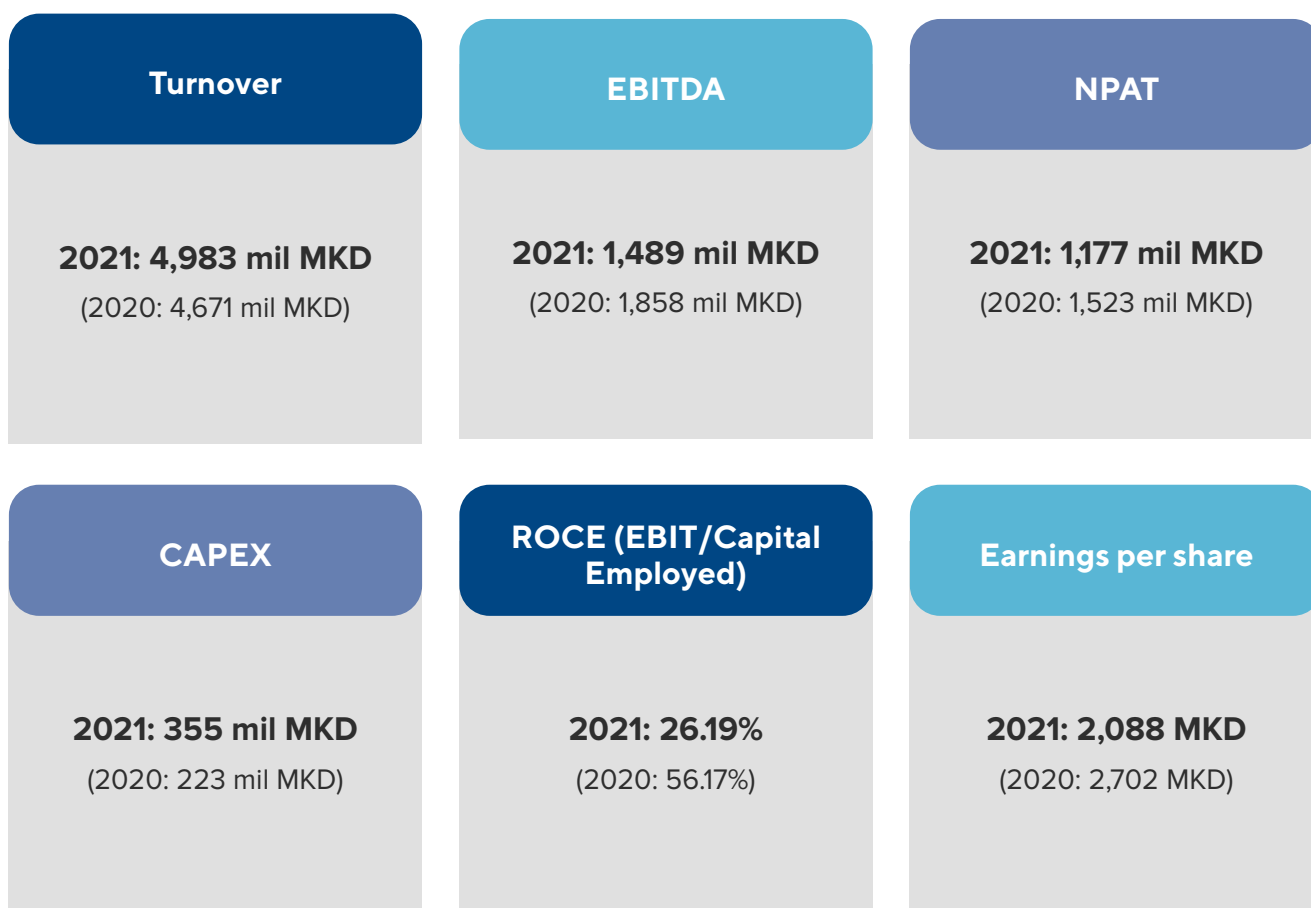 Turnover
2021: 4,983 mil MKD
(2020: 4,671 mil MKD)
EBITDA
2021: 1,489 mil MKD
(2020: 1,858 mil MKD)
NPAT
2021: 1,177 mil MKD
(2020: 1,523 mil MKD)
CAPEX
2021: 355 mil MKD
(2020: 223 mil MKD)
ROCE (EBIT/Capital
Employed)
2021: 26.19%
(2020: 56.17%)
Earnings per share
2021: 2,088 MKD
(2020: 2,702 MKD)